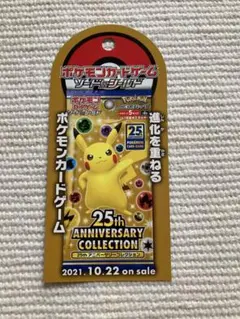 ポケモンカードゲーム
ソード&シールド
進化を重ねる
ポケモンカードゲーム
25
25th
ANNIVERSARY
COLLECTION
2021.10.22 on sale